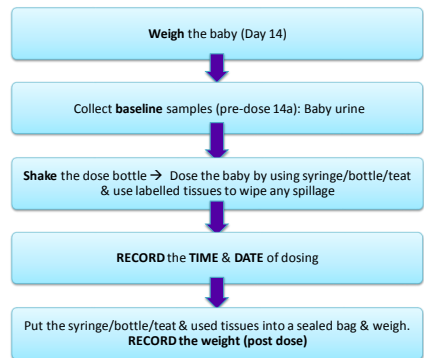 Weigh the baby (Day 14)
Collect baseline samples (pre-dose 14a): Baby urine
Shake the dose bottle → Dose the baby by using syringe/bottle/teat
& use labelled tissues to wipe any spillage
RECORD the TIME & DATE of dosing
Put the syringe/bottle/teat & used tissues into a sealed bag & weigh.
RECORD the weight (post dose)